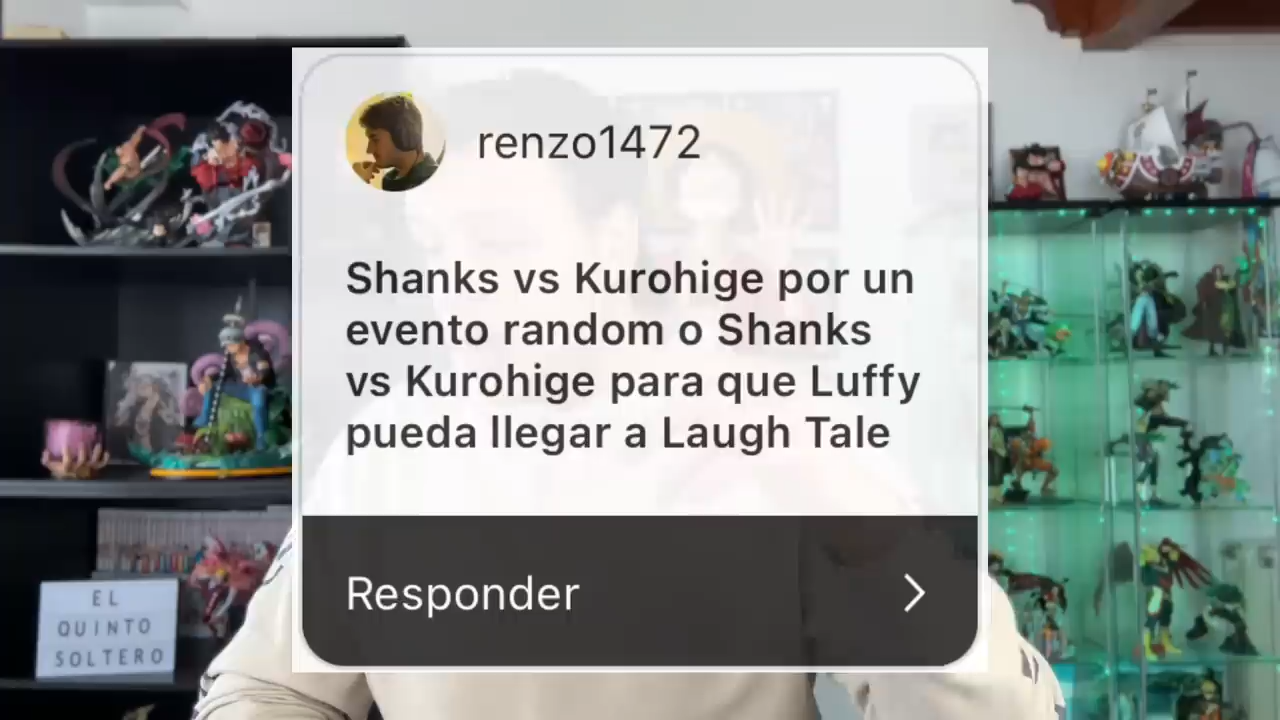 renzo1472
Shanks vs Kurohige por un
evento random o Shanks
vs Kurohige para que Luffy
pueda llegar a Laugh Tale
Responder
EL
QUINTO
SOLTERO